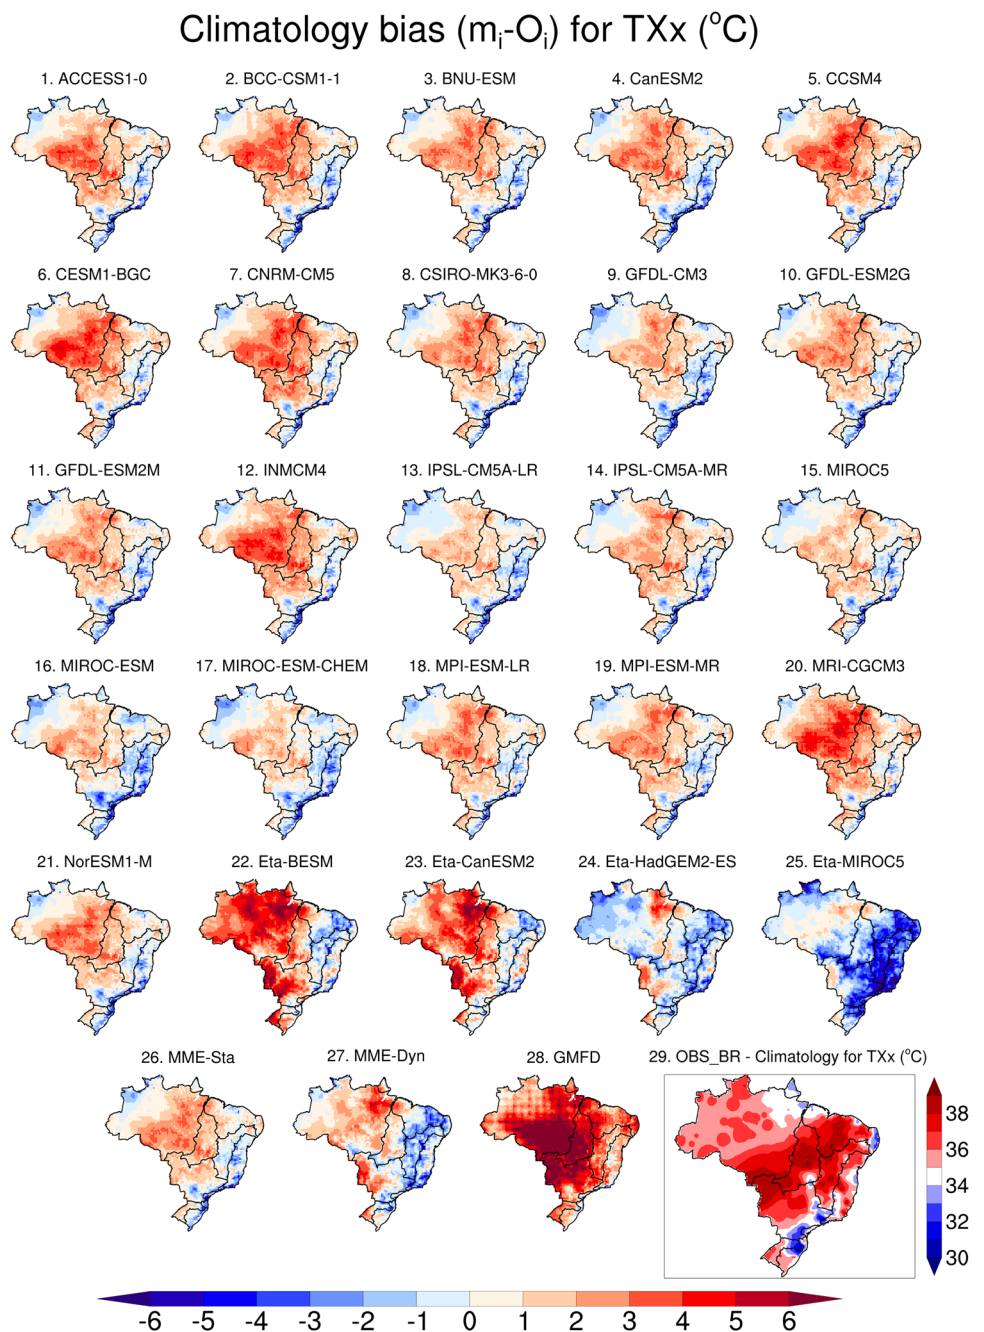 Climatology bias (mi-Oi) for TXx (oC)
1. ACCESS1-0 2. BCC-CSM1-1 3. BNU-ESM 4. CanESM2 5. CCSM4
6. CESM1-BGC 7. CNRM-CM5 8. CSIRO-MK3-6-0 9. GFDL-CM3 10. GFDL-ESM2G
11. GFDL-ESM2M 12. INMCM4 13. IPSL-CM5A-LR 14. IPSL-CM5A-MR 15. MIROC5
16. MIROC-ESM 17. MIROC-ESM-CHEM 18. MPI-ESM-LR 19. MPI-ESM-MR 20. MRI-CGCM3
21. NorESM1-M 22. Eta-BESM 23. Eta-CanESM2 24. Eta-HadGEM2-ES 25. Eta-MIROC5
26. MME-Sta 27. MME-Dyn 28. GMFD 29. OBS_BR - Climatology for TXx (oC)
38
36
34
32
30
-6 -5 -4 -3 -2 -1 0 1 2 3 4 5 6